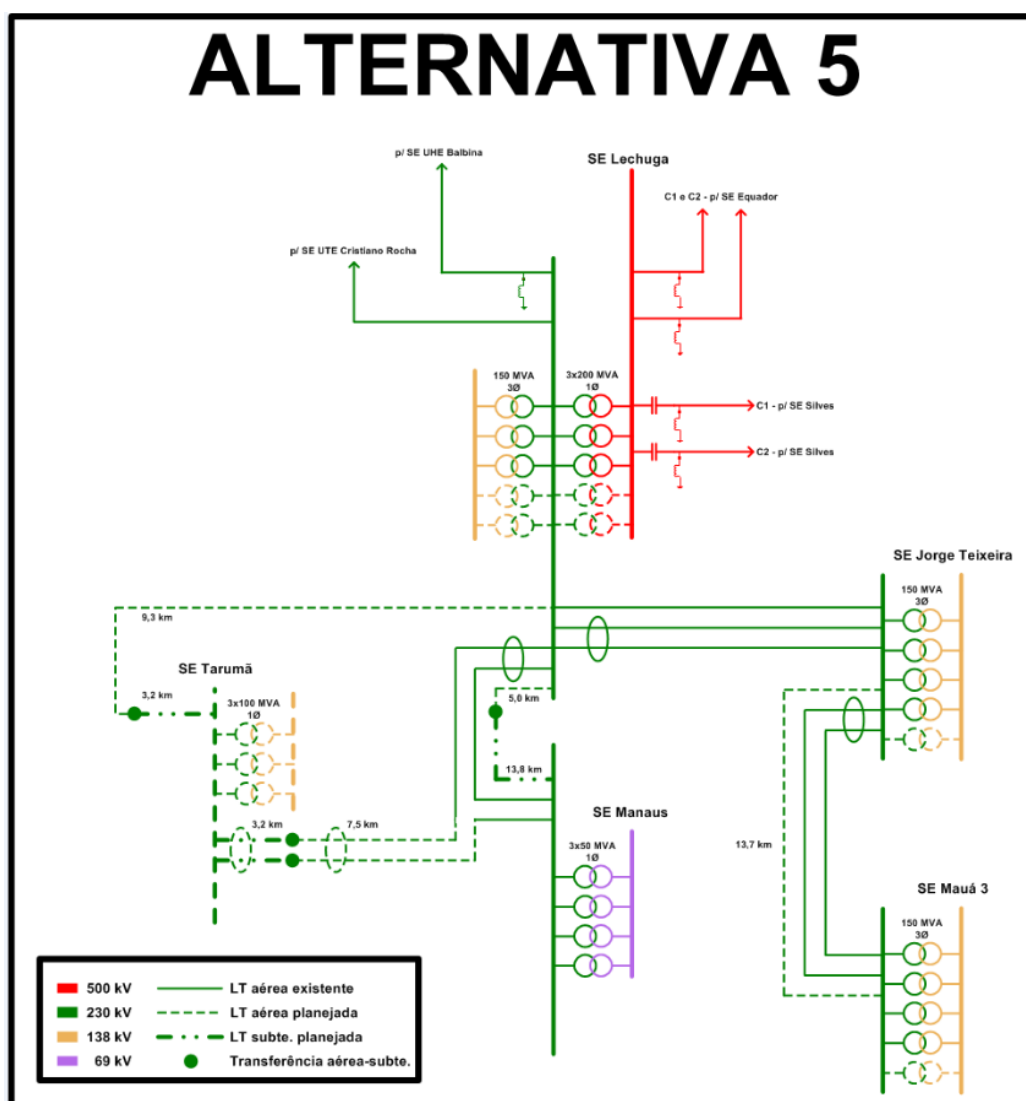 ALTERNATIVA 5
p/ SE UHE Balbina
SE Lechuga
C1 e C2 - p/ SE Equador
p/ SE UTE Cristiano Rocha
150 MVA
3Ø
3x200 MVA
1Ø
C1 - p/ SE Silves
C2 - p/ SE Silves
SE Jorge Teixeira
150 MVA
3Ø
9,3 km
SE Tarumã
3,2 km
3x100 MVA
1Ø
5,0 km
13,8 km
SE Manaus
3,2 km
7,5 km
3x50 MVA
1Ø
13,7 km
SE Mauá 3
150 MVA
3Ø
500 kV
LT aérea existente
230 kV
LT aérea planejada
138 kV
LT subte. planejada
69 kV
Transferência aérea-subte.